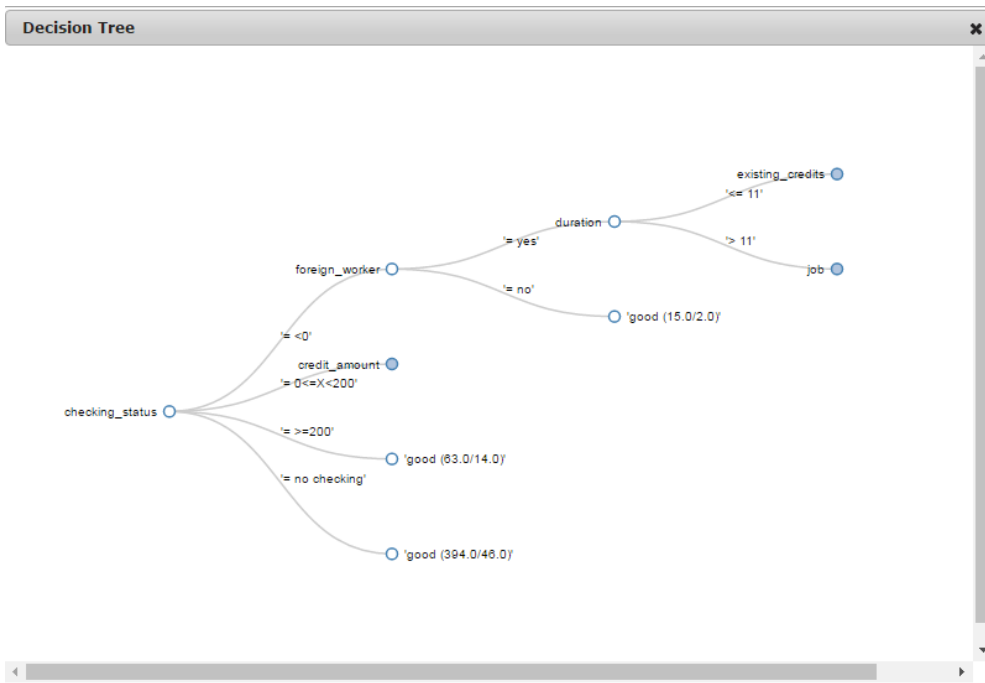 Decision Tree
existing_credits
'<= 11'
duration
'= yes'
'> 11'
foreign_worker
job
'= no'
'good (15.0/2.0)'
'= <0'
credit_amount
'= 0<=X<200'
checking_status
'= >=200'
'good (63.0/14.0)'
'= no checking'
'good (394.0/46.0)'